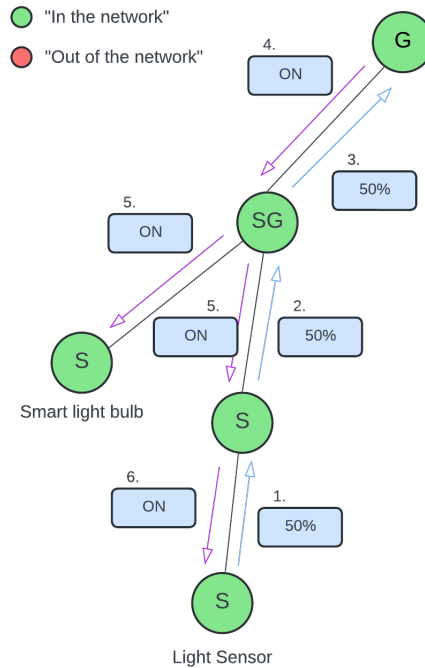 "In the network"
"Out of the network"
G
4.
ON
3.
50%
SG
5.
ON
5.
ON
2.
50%
S
Smart light bulb
S
6.
ON
1.
50%
S
Light Sensor